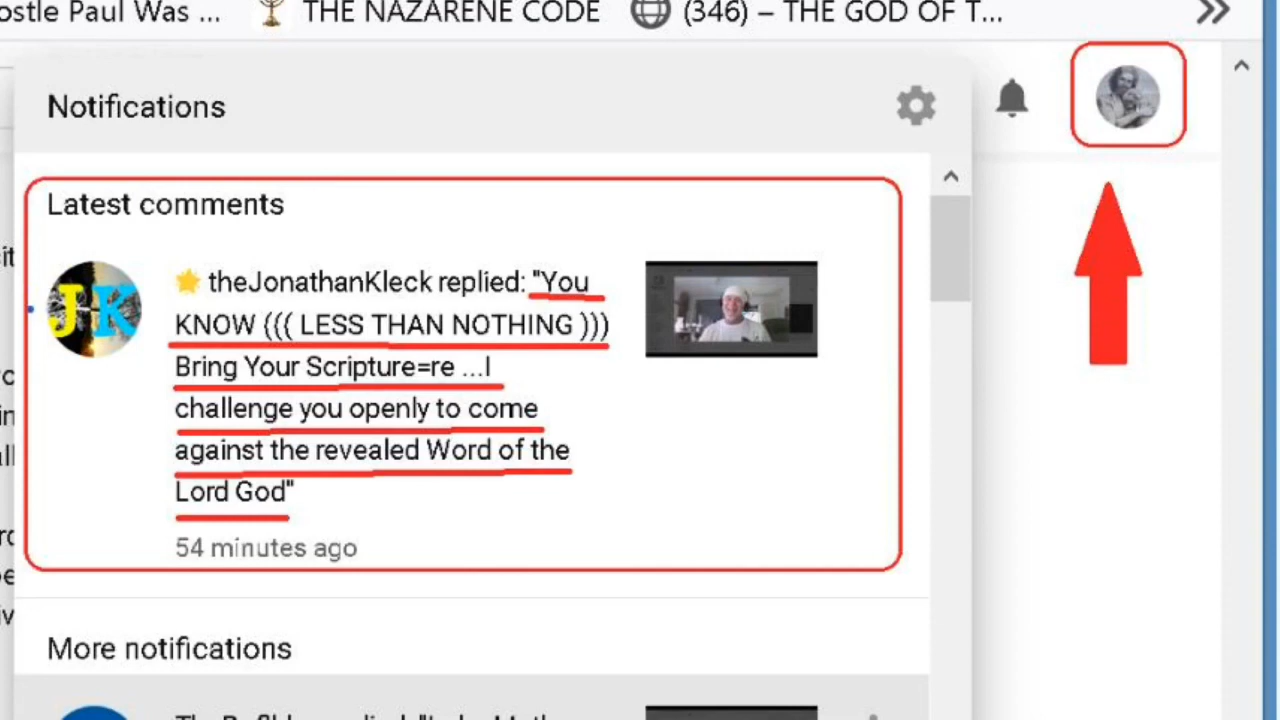 ostle Paul Was ... THE NAZARENE CODE (346) – THE GOD OF T...
Notifications
Latest comments
JK
theJonathanKleck replied: "You
KNOW ((( LESS THAN NOTHING )))
Bring Your Scripture=re ...I
challenge you openly to come
against the revealed Word of the
Lord God"
54 minutes ago
More notifications